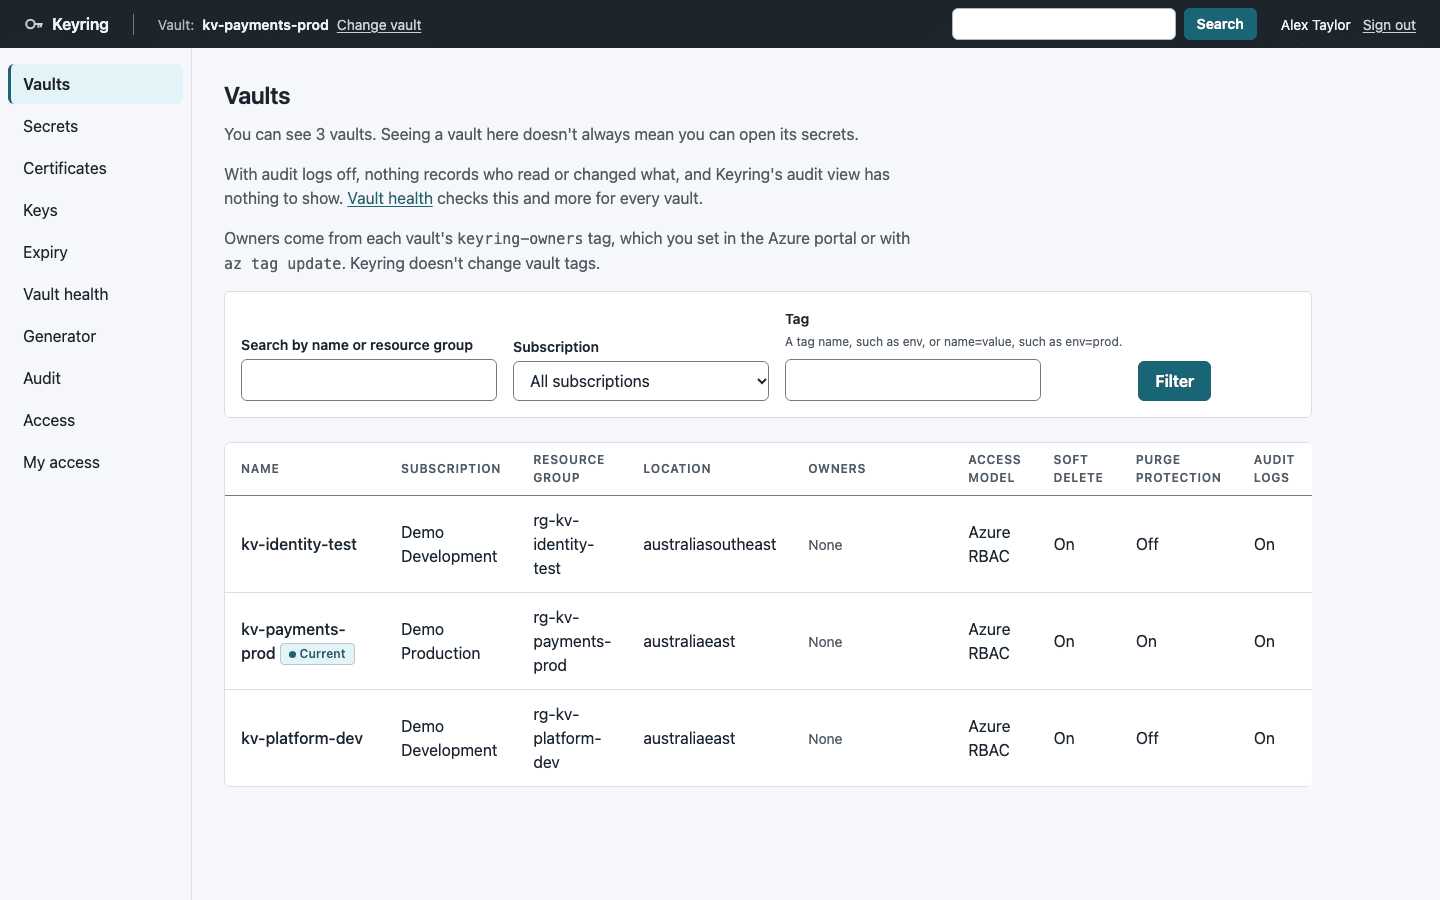 Keyring
Vault: kv-payments-prod Change vault
Search
Alex Taylor Sign out
Vaults
Secrets
Certificates
Keys
Expiry
Vault health
Generator
Audit
Access
My access
Vaults
You can see 3 vaults. Seeing a vault here doesn't always mean you can open its secrets.
With audit logs off, nothing records who read or changed what, and Keyring's audit view has
nothing to show. Vault health checks this and more for every vault.
Owners come from each vault's keyring-owners tag, which you set in the Azure portal or with
az tag update. Keyring doesn't change vault tags.
Search by name or resource group
Subscription
All subscriptions
Tag
A tag name, such as env, or name=value, such as env=prod.
Filter
NAME SUBSCRIPTION RESOURCE GROUP LOCATION OWNERS ACCESS MODEL SOFT DELETE PURGE PROTECTION AUDIT LOGS
kv-identity-test Demo Development rg-kv-identity-test australiasoutheast None Azure RBAC On Off On
kv-payments-prod Current Demo Production rg-kv-payments-prod australiaeast None Azure RBAC On On On
kv-platform-dev Demo Development rg-kv-platform-dev australiaeast None Azure RBAC On Off On